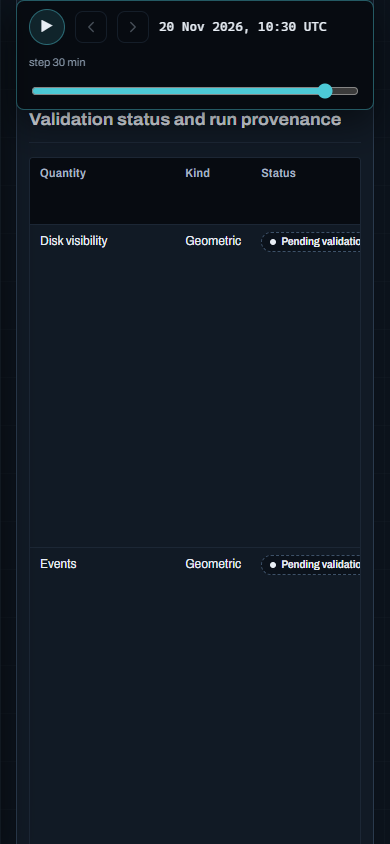 20 Nov 2026, 10:30 UTC
step 30 min
Validation status and run provenance
Quantity Kind Status
Disk visibility Geometric Pending validatio
Events Geometric Pending validatio